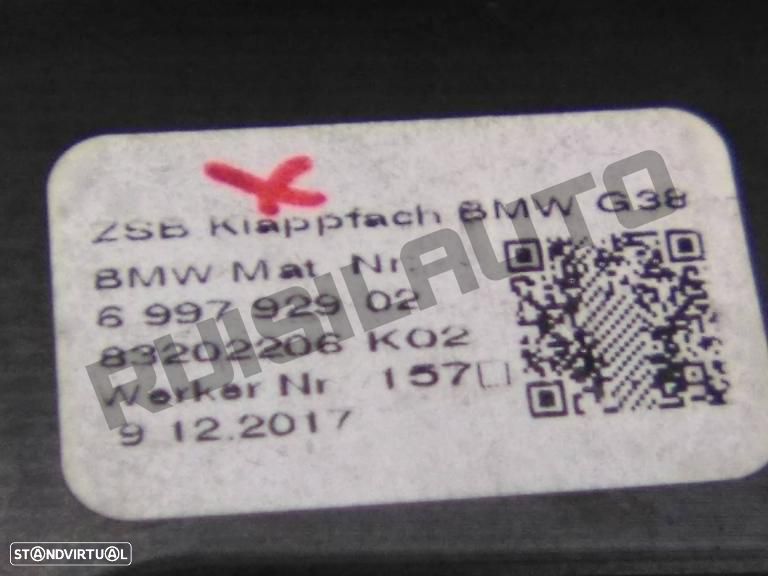 ZSB Klappfach BMW G38
BMW Mat. Nr.
6 997 929 02
83202206 K02
Werker Nr 157
9 12.2017
RUISILAUTO
STANDVIRTUAL